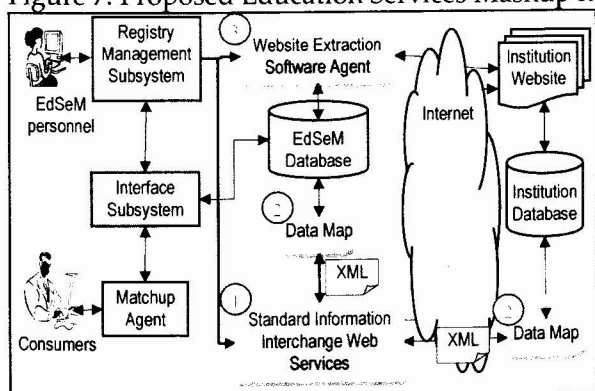 Figure 7. Proposed Education Services Mashup
Registry
Management
Subsystem
EdSeM
personnel
3
Website Extraction
Software Agent
Internet
Institution
Website
EdSeM
Database
Interface
Subsystem
2
Data Map
Institution
Database
XML
Matchup
Agent
Consumers
1
Standard Information
Interchange Web
Services
XML
2
Data Map